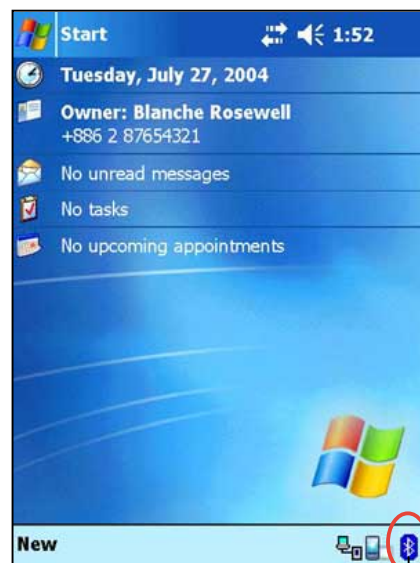 Start 1:52
Tuesday, July 27, 2004
Owner: Blanche Rosewell
+886 2 87654321
No unread messages
No tasks
No upcoming appointments
New